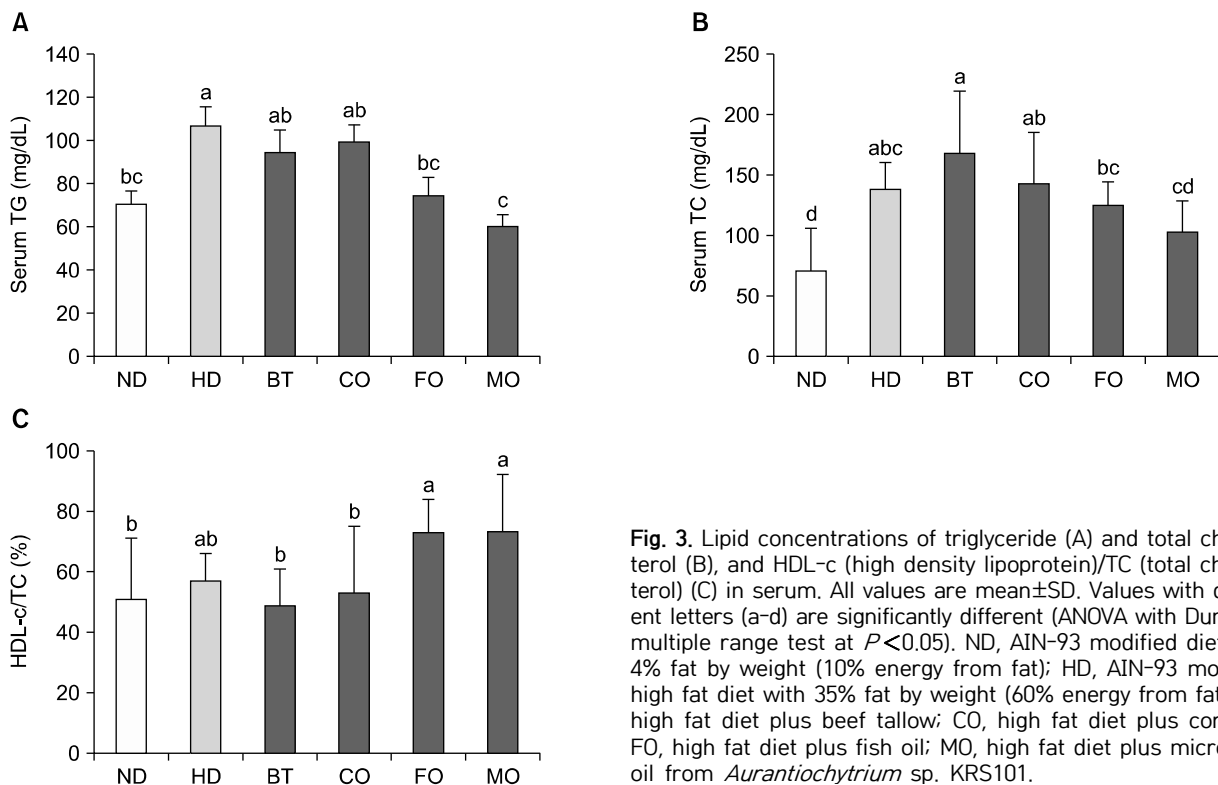 A
140
120
100
80
60
40
20
0
Serum TG (mg/dL)
bc
a
ab
ab
bc
c
ND HD BT CO FO MO
B
250
200
150
100
50
0
Serum TC (mg/dL)
d
abc
a
ab
bc
cd
ND HD BT CO FO MO
C
100
80
60
40
20
0
HDL-c/TC (%)
b
ab
b
b
a
a
ND HD BT CO FO MO
Fig. 3. Lipid concentrations of triglyceride (A) and total ch
terol (B), and HDL-c (high density lipoprotein)/TC (total ch
terol) (C) in serum. All values are mean±SD. Values with d
ent letters (a-d) are significantly different (ANOVA with Dun
multiple range test at P<0.05). ND, AIN-93 modified diet
4% fat by weight (10% energy from fat); HD, AIN-93 mo
high fat diet with 35% fat by weight (60% energy from fat
high fat diet plus beef tallow; CO, high fat diet plus cor
FO, high fat diet plus fish oil; MO, high fat diet plus micro
oil from Aurantiochytrium sp. KRS101.